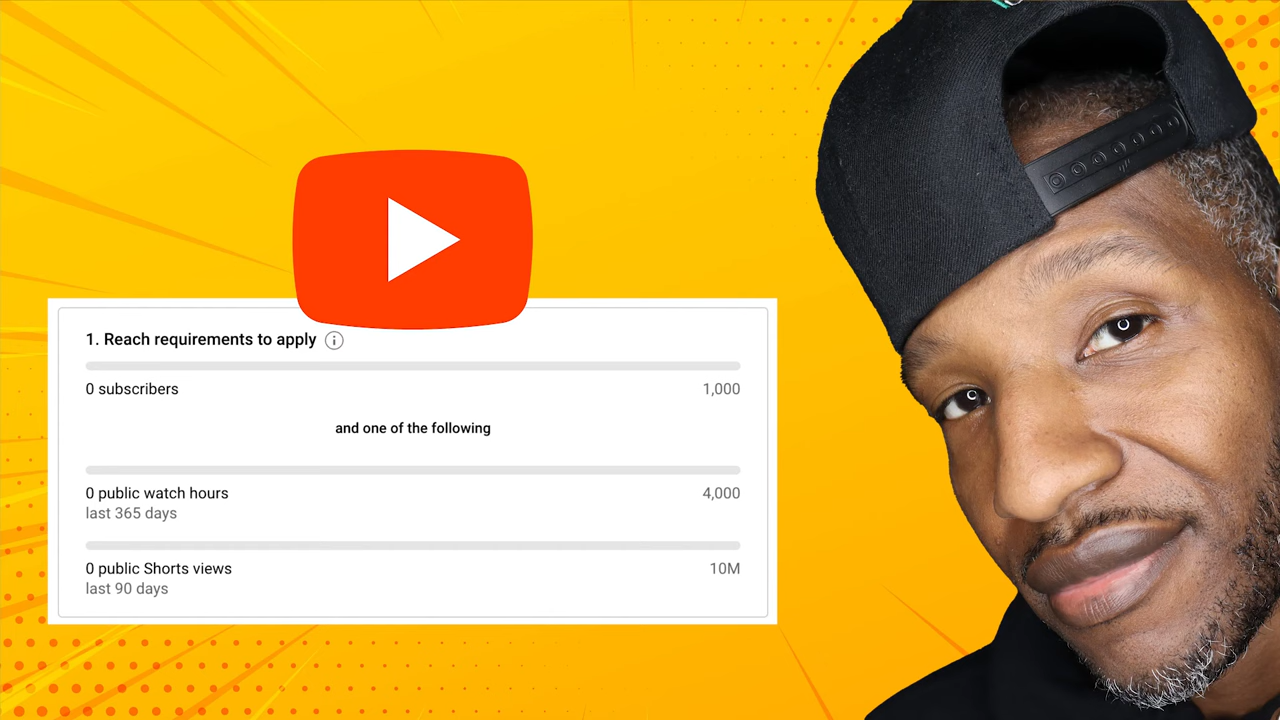 1. Reach requirements to apply
0 subscribers 1,000
and one of the following
0 public watch hours 4,000
last 365 days
0 public Shorts views 10M
last 90 days